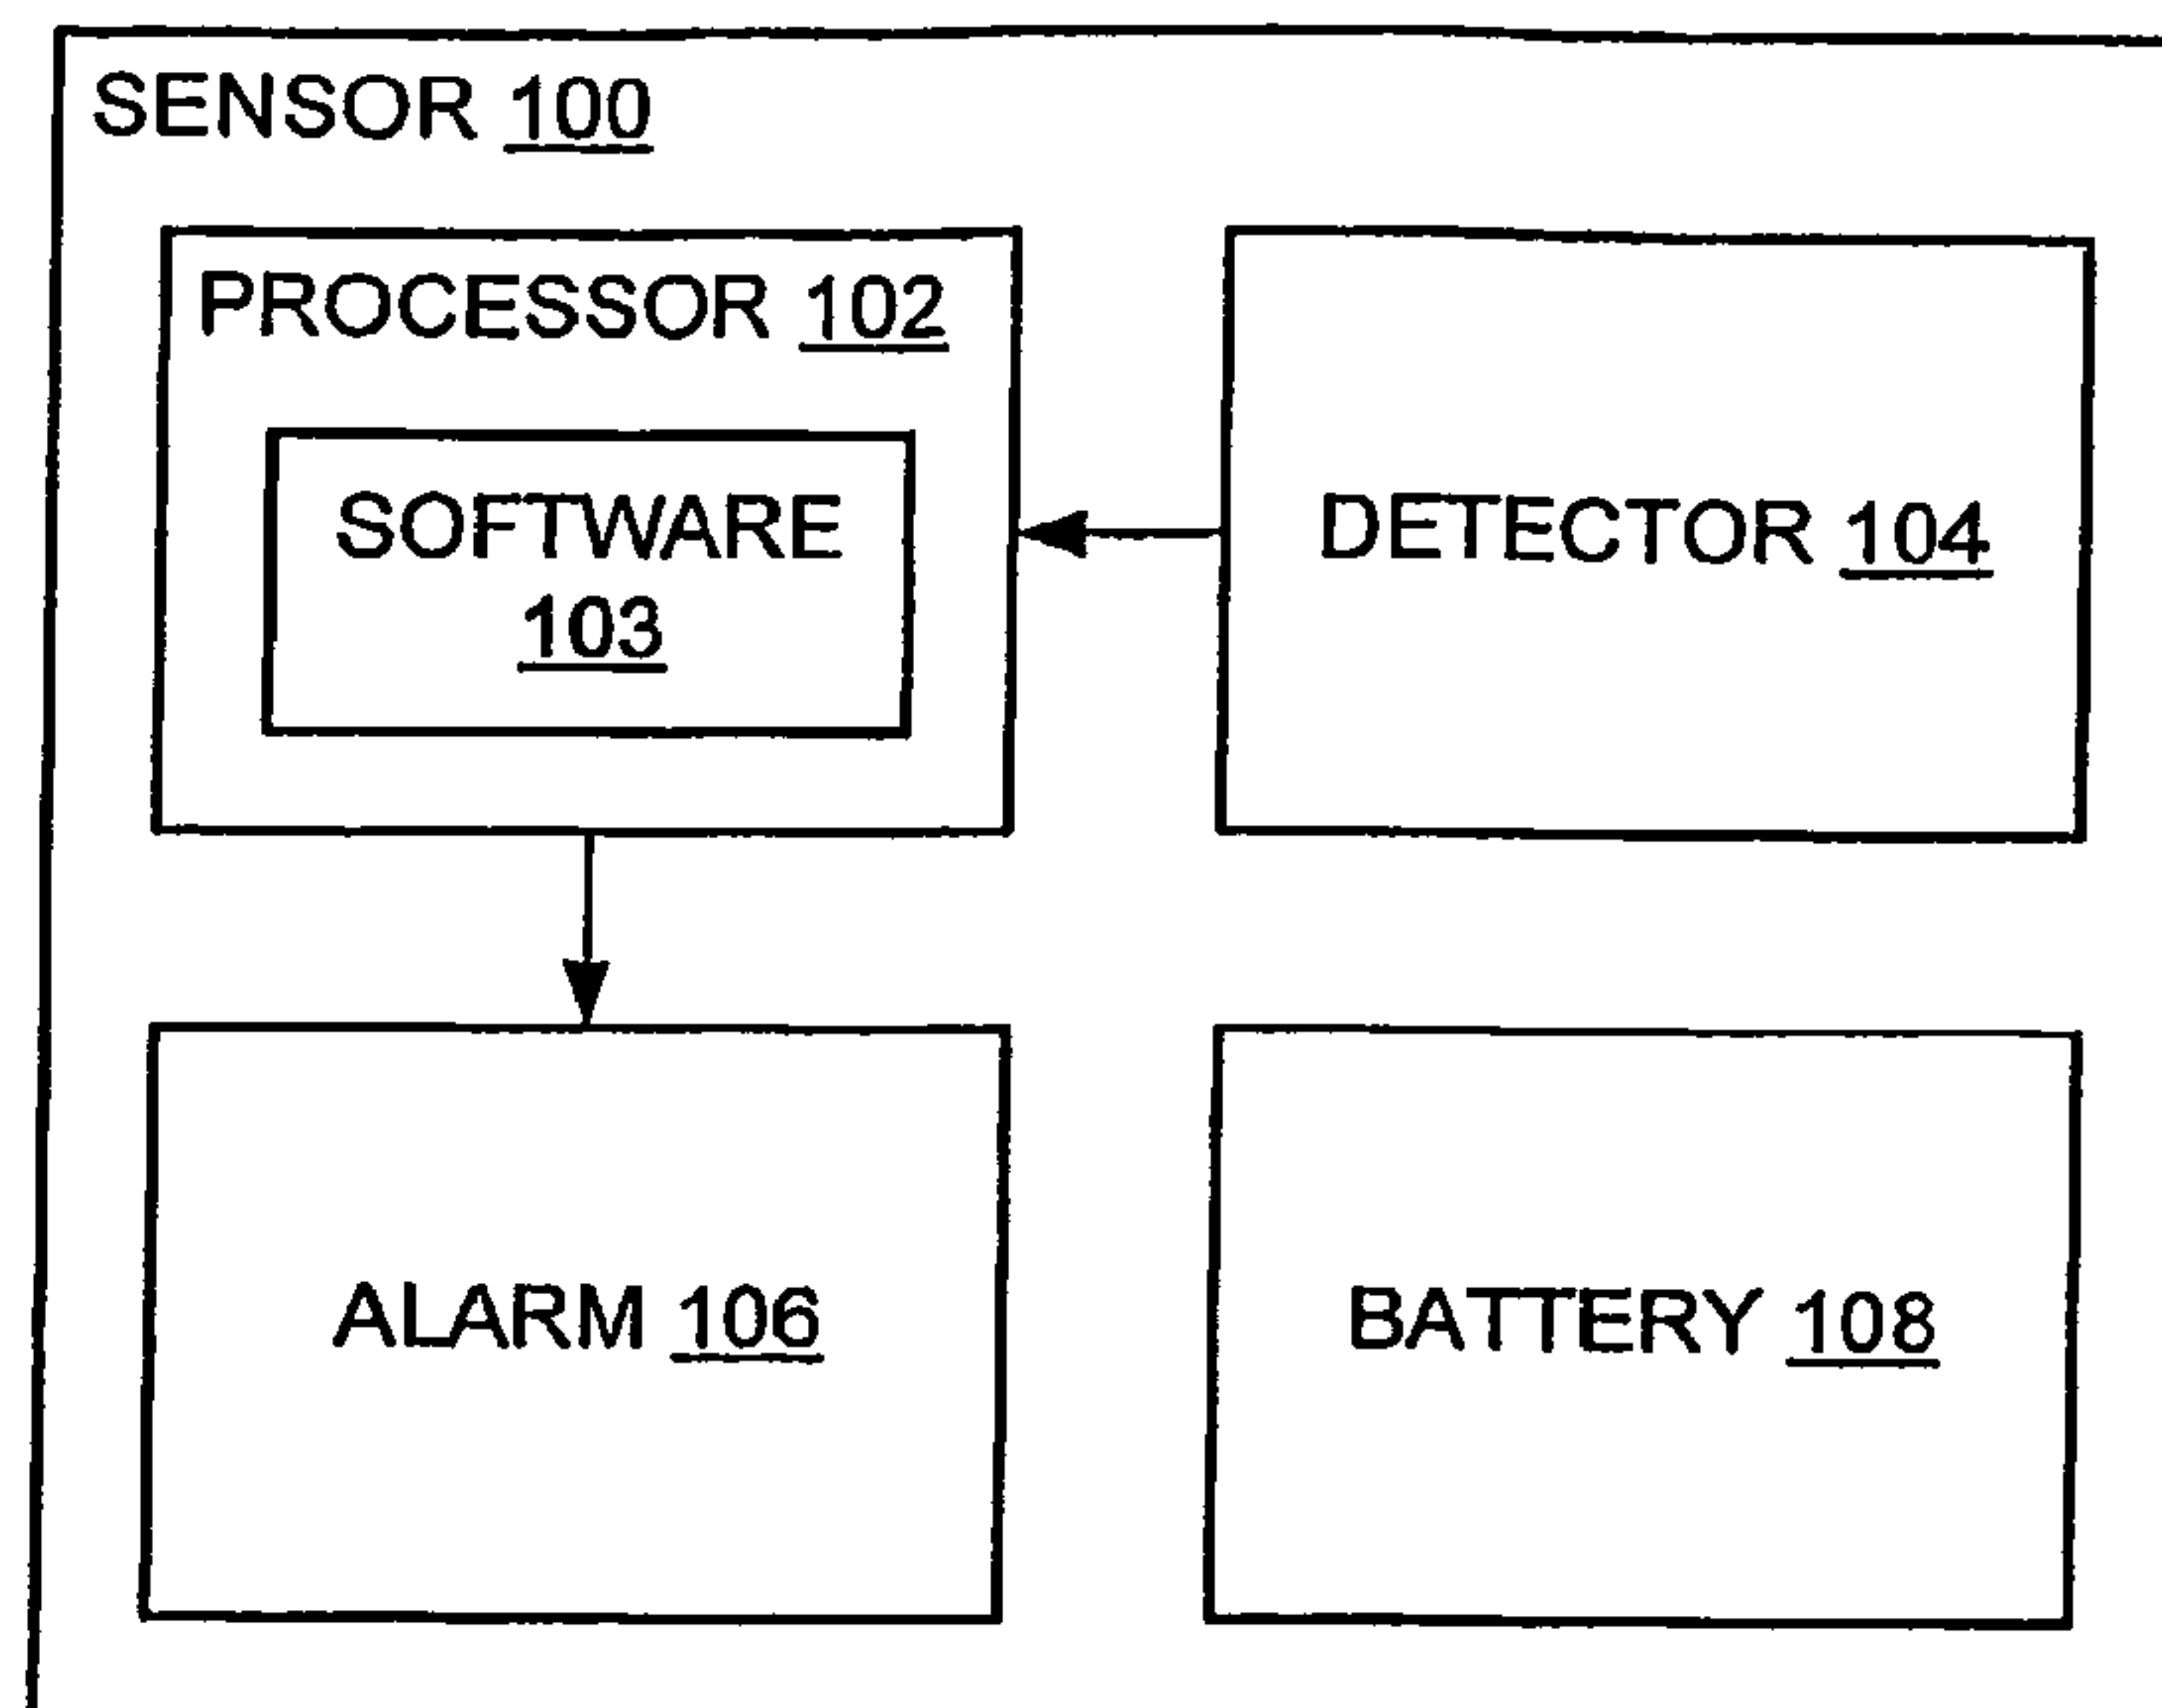 SENSOR 100
PROCESSOR 102
SOFTWARE
103
DETECTOR 104
ALARM 106
BATTERY 108